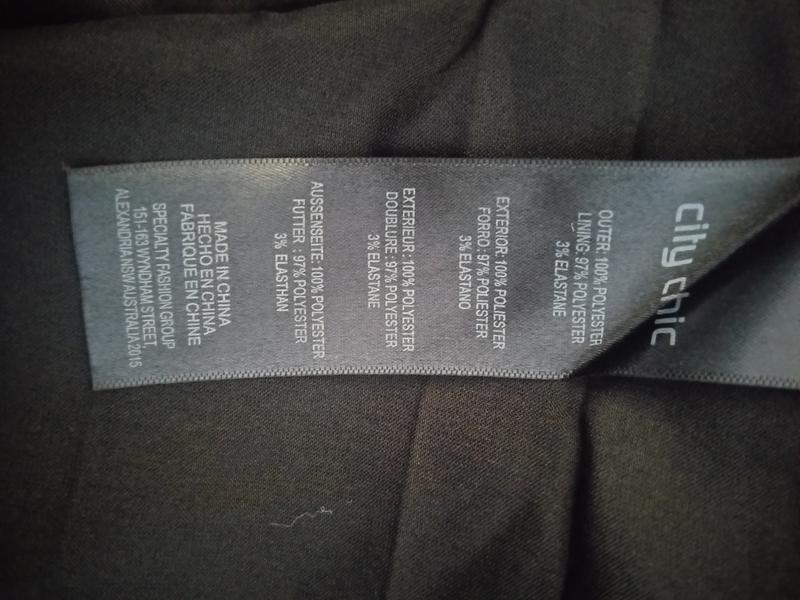 city chic
OUTER: 100% POLYESTER
LINING: 97% POLYESTER
3% ELASTANE
EXTERIOR: 100% POLIESTER
FORRO: 97% POLIESTER
3% ELASTANO
EXTERIEUR : 100% POLYESTER
DOUBLURE : 97% POLYESTER
3% ELASTANE
AUSSENSEITE: 100% POLYESTER
FUTTER : 97% POLYESTER
3% ELASTHAN
MADE IN CHINA
HECHO EN CHINA
FABRIQUE EN CHINE
SPECIALTY FASHION GROUP
151-163 WYNDHAM STREET,
ALEXANDRIA NSW AUSTRALIA 2015